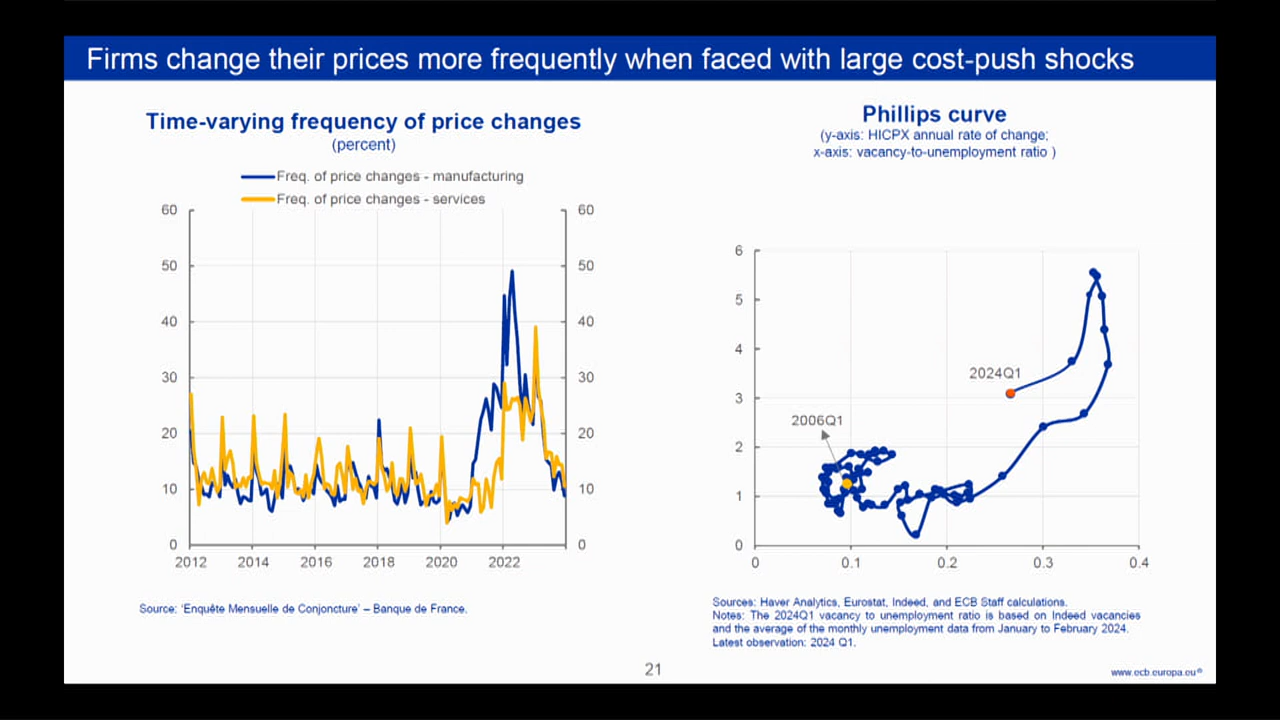 Firms change their prices more frequently when faced with large cost-push shocks
Time-varying frequency of price changes
(percent)
Freq. of price changes - manufacturing
Freq. of price changes - services
60
50
40
30
20
10
0
60
50
40
30
20
10
0
2012 2014 2016 2018 2020 2022
Source: 'Enquête Mensuelle de Conjoncture' – Banque de France.
Phillips curve
(y-axis: HICPX annual rate of change;
x-axis: vacancy-to-unemployment ratio )
6
5
4
3
2
1
0
2024Q1
2006Q1
0 0.1 0.2 0.3 0.4
Sources: Haver Analytics, Eurostat, Indeed, and ECB Staff calculations.
Notes: The 2024Q1 vacancy to unemployment ratio is based on Indeed vacancies
and the average of the monthly unemployment data from January to February 2024.
Latest observation: 2024 Q1.
21
www.ecb.europa.eu©